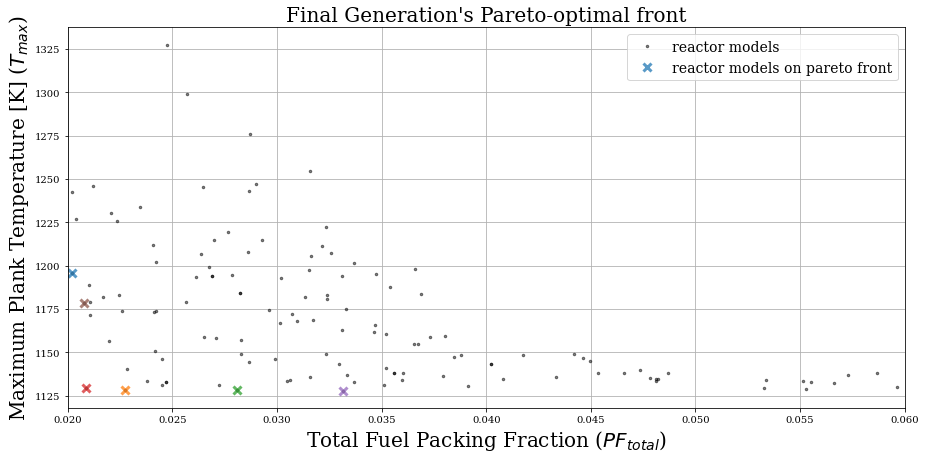 Final Generation's Pareto-optimal front
Maximum Plank Temperature [K] (T_max)
1325
1300
1275
1250
1225
1200
1175
1150
1125
reactor models
reactor models on pareto front
0.020 0.025 0.030 0.035 0.040 0.045 0.050 0.055 0.060
Total Fuel Packing Fraction (PF_total)